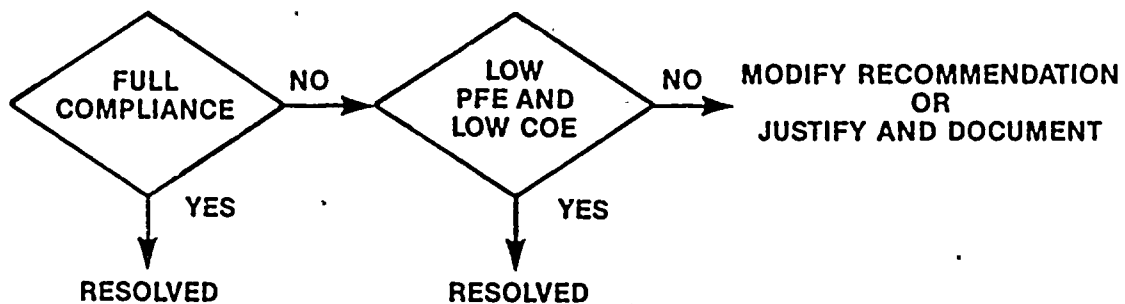 FULL
COMPLIANCE
NO
LOW
PFE AND
LOW COE
NO
MODIFY RECOMMENDATION
OR
JUSTIFY AND DOCUMENT
YES
YES
RESOLVED
RESOLVED